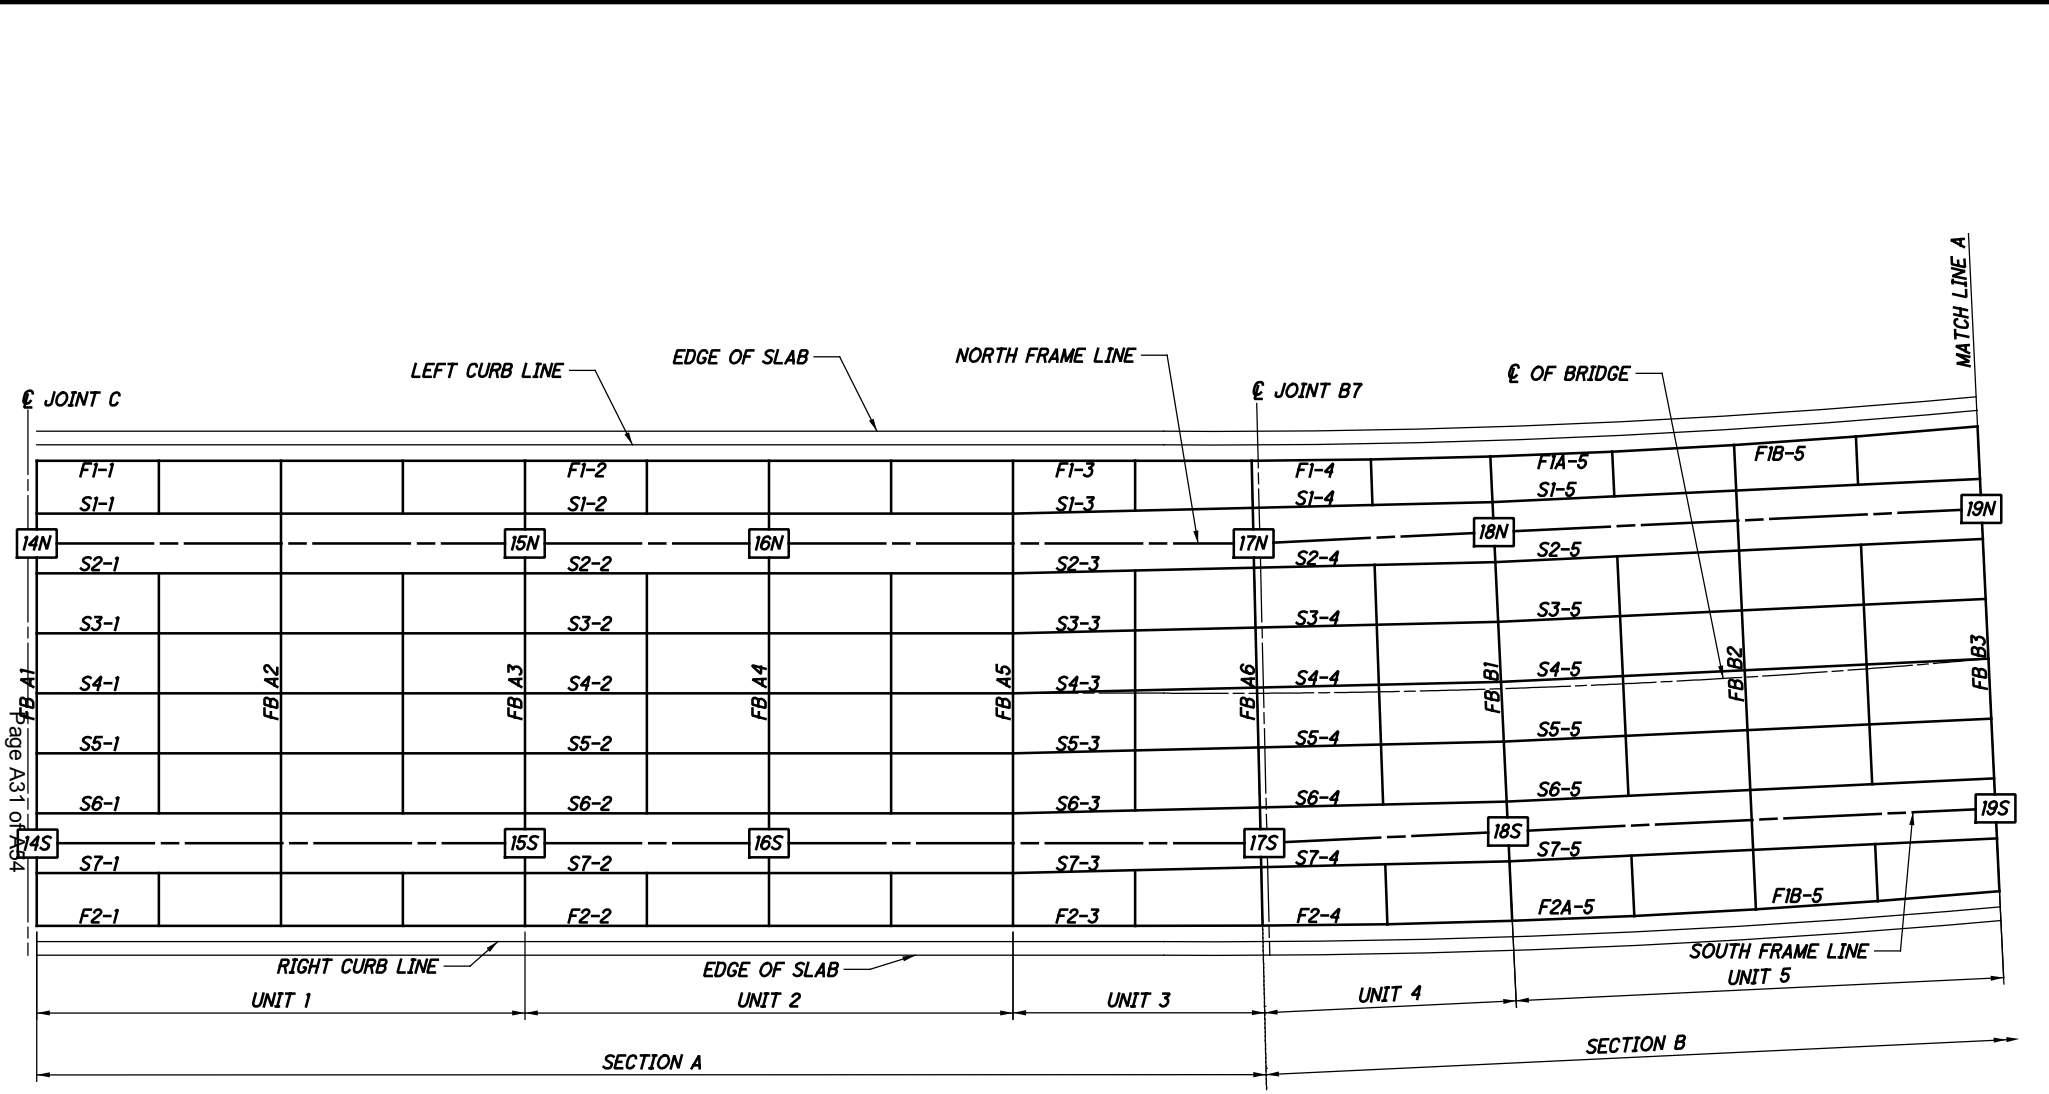 MATCH LINE A
LEFT CURB LINE
EDGE OF SLAB
NORTH FRAME LINE
℄ OF BRIDGE
℄ JOINT C
℄ JOINT B7
F1-1
F1-2
F1-3
F1-4
F1A-5
F1B-5
S1-1
S1-2
S1-3
S1-4
S1-5
14N
15N
16N
17N
18N
19N
S2-1
S2-2
S2-3
S2-4
S2-5
S3-1
S3-2
S3-3
S3-4
S3-5
FB A1
FB A2
FB A3
FB A4
FB A5
FB A6
FB B1
FB B2
FB B3
S4-1
S4-2
S4-3
S4-4
S4-5
S5-1
S5-2
S5-3
S5-4
S5-5
S6-1
S6-2
S6-3
S6-4
S6-5
Page A31 of A54
14S
15S
16S
17S
18S
19S
S7-1
S7-2
S7-3
S7-4
S7-5
F2-1
F2-2
F2-3
F2-4
F2A-5
F1B-5
RIGHT CURB LINE
EDGE OF SLAB
SOUTH FRAME LINE
UNIT 1
UNIT 2
UNIT 3
UNIT 4
UNIT 5
SECTION A
SECTION B